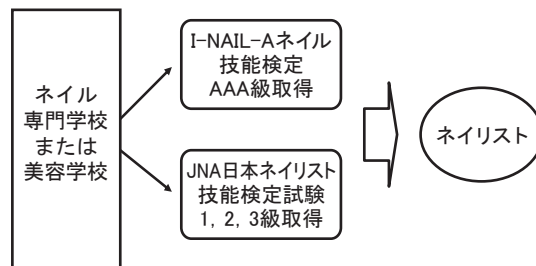 ネイル
専門学校
または
美容学校
I-NAIL-Aネイル
技能検定
AAA級取得
JNA日本ネイリスト
技能検定試験
1, 2, 3級取得
ネイリスト